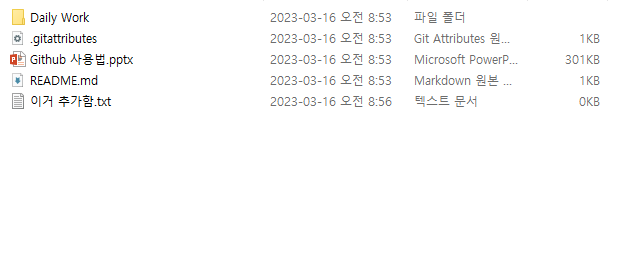 Daily Work 2023-03-16 오전 8:53 파일 폴더
.gitattributes 2023-03-16 오전 8:53 Git Attributes 원... 1KB
Github 사용법.pptx 2023-03-16 오전 8:53 Microsoft PowerP... 301KB
README.md 2023-03-16 오전 8:53 Markdown 원본 ... 1KB
이거 추가함.txt 2023-03-16 오전 8:56 텍스트 문서 0KB